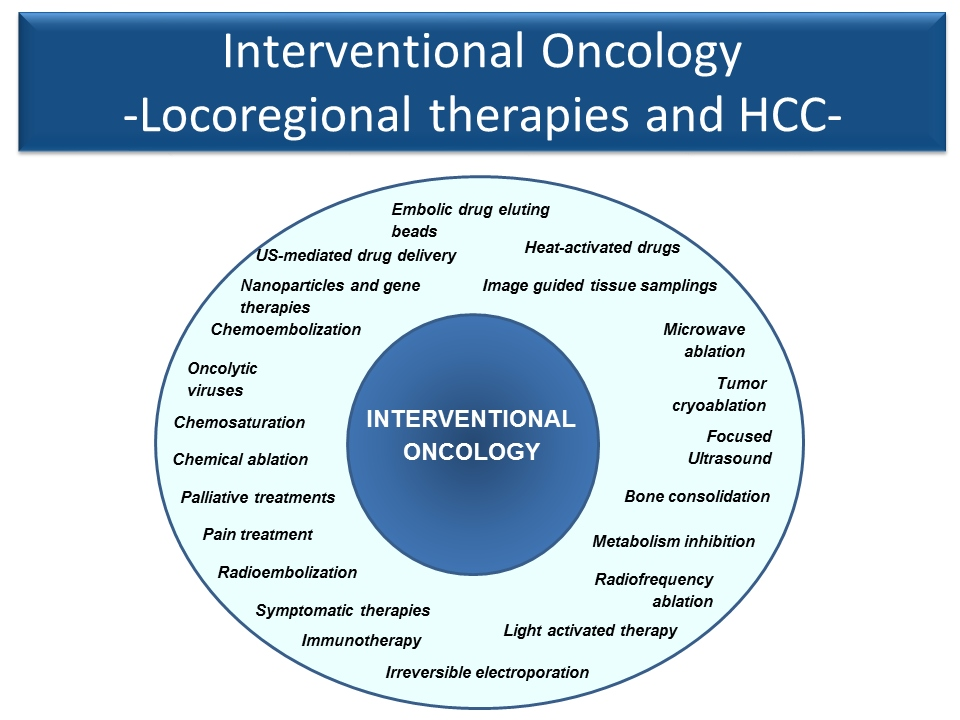 Interventional Oncology
-Locoregional therapies and HCC-
Embolic drug eluting
beads
US-mediated drug delivery
Heat-activated drugs
Nanoparticles and gene
therapies
Image guided tissue samplings
Chemoembolization
Microwave
ablation
Oncolytic
viruses
Tumor
cryoablation
Chemosaturation
INTERVENTIONAL
ONCOLOGY
Focused
Ultrasound
Chemical ablation
Palliative treatments
Bone consolidation
Pain treatment
Metabolism inhibition
Radioembolization
Radiofrequency
ablation
Symptomatic therapies
Light activated therapy
Immunotherapy
Irreversible electroporation